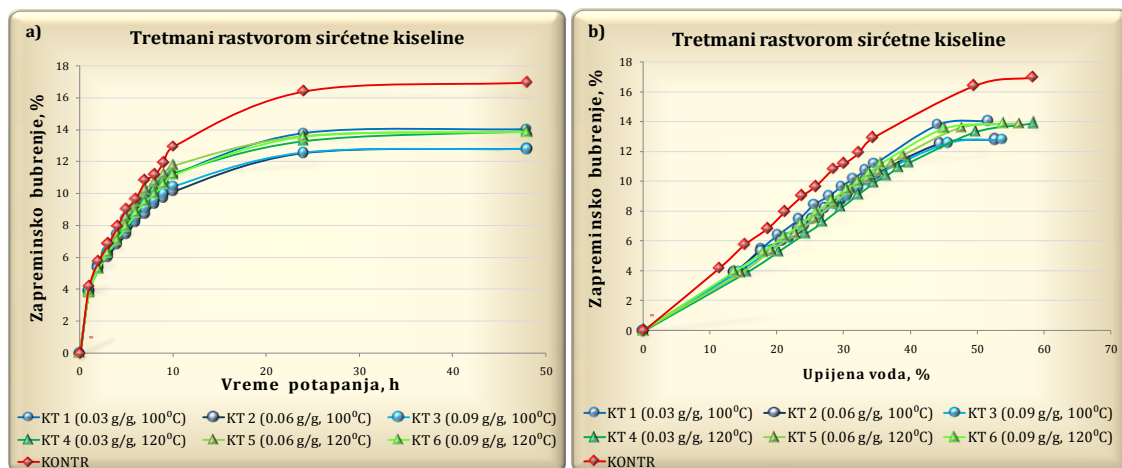 a)
Tretmani rastvorom sirćetne kiseline
Zapreminsko bubrenje, %
18
16
14
12
10
8
6
4
2
0
0 10 20 30 40 50
Vreme potapanja, h
KT 1 (0.03 g/g, 100⁰C) KT 2 (0.06 g/g, 100⁰C) KT 3 (0.09 g/g, 100⁰C)
KT 4 (0.03 g/g, 120⁰C) KT 5 (0.06 g/g, 120⁰C) KT 6 (0.09 g/g, 120⁰C)
KONTR
b)
Tretmani rastvorom sirćetne kiseline
Zapreminsko bubrenje, %
18
16
14
12
10
8
6
4
2
0
0 10 20 30 40 50 60 70
Upijena voda, %
KT 1 (0.03 g/g, 100⁰C) KT 2 (0.06 g/g, 100⁰C) KT 3 (0.09 g/g, 100⁰C)
KT 4 (0.03 g/g, 120⁰C) KT 5 (0.06 g/g, 120⁰C) KT 6 (0.09 g/g, 120⁰C)
KONTR